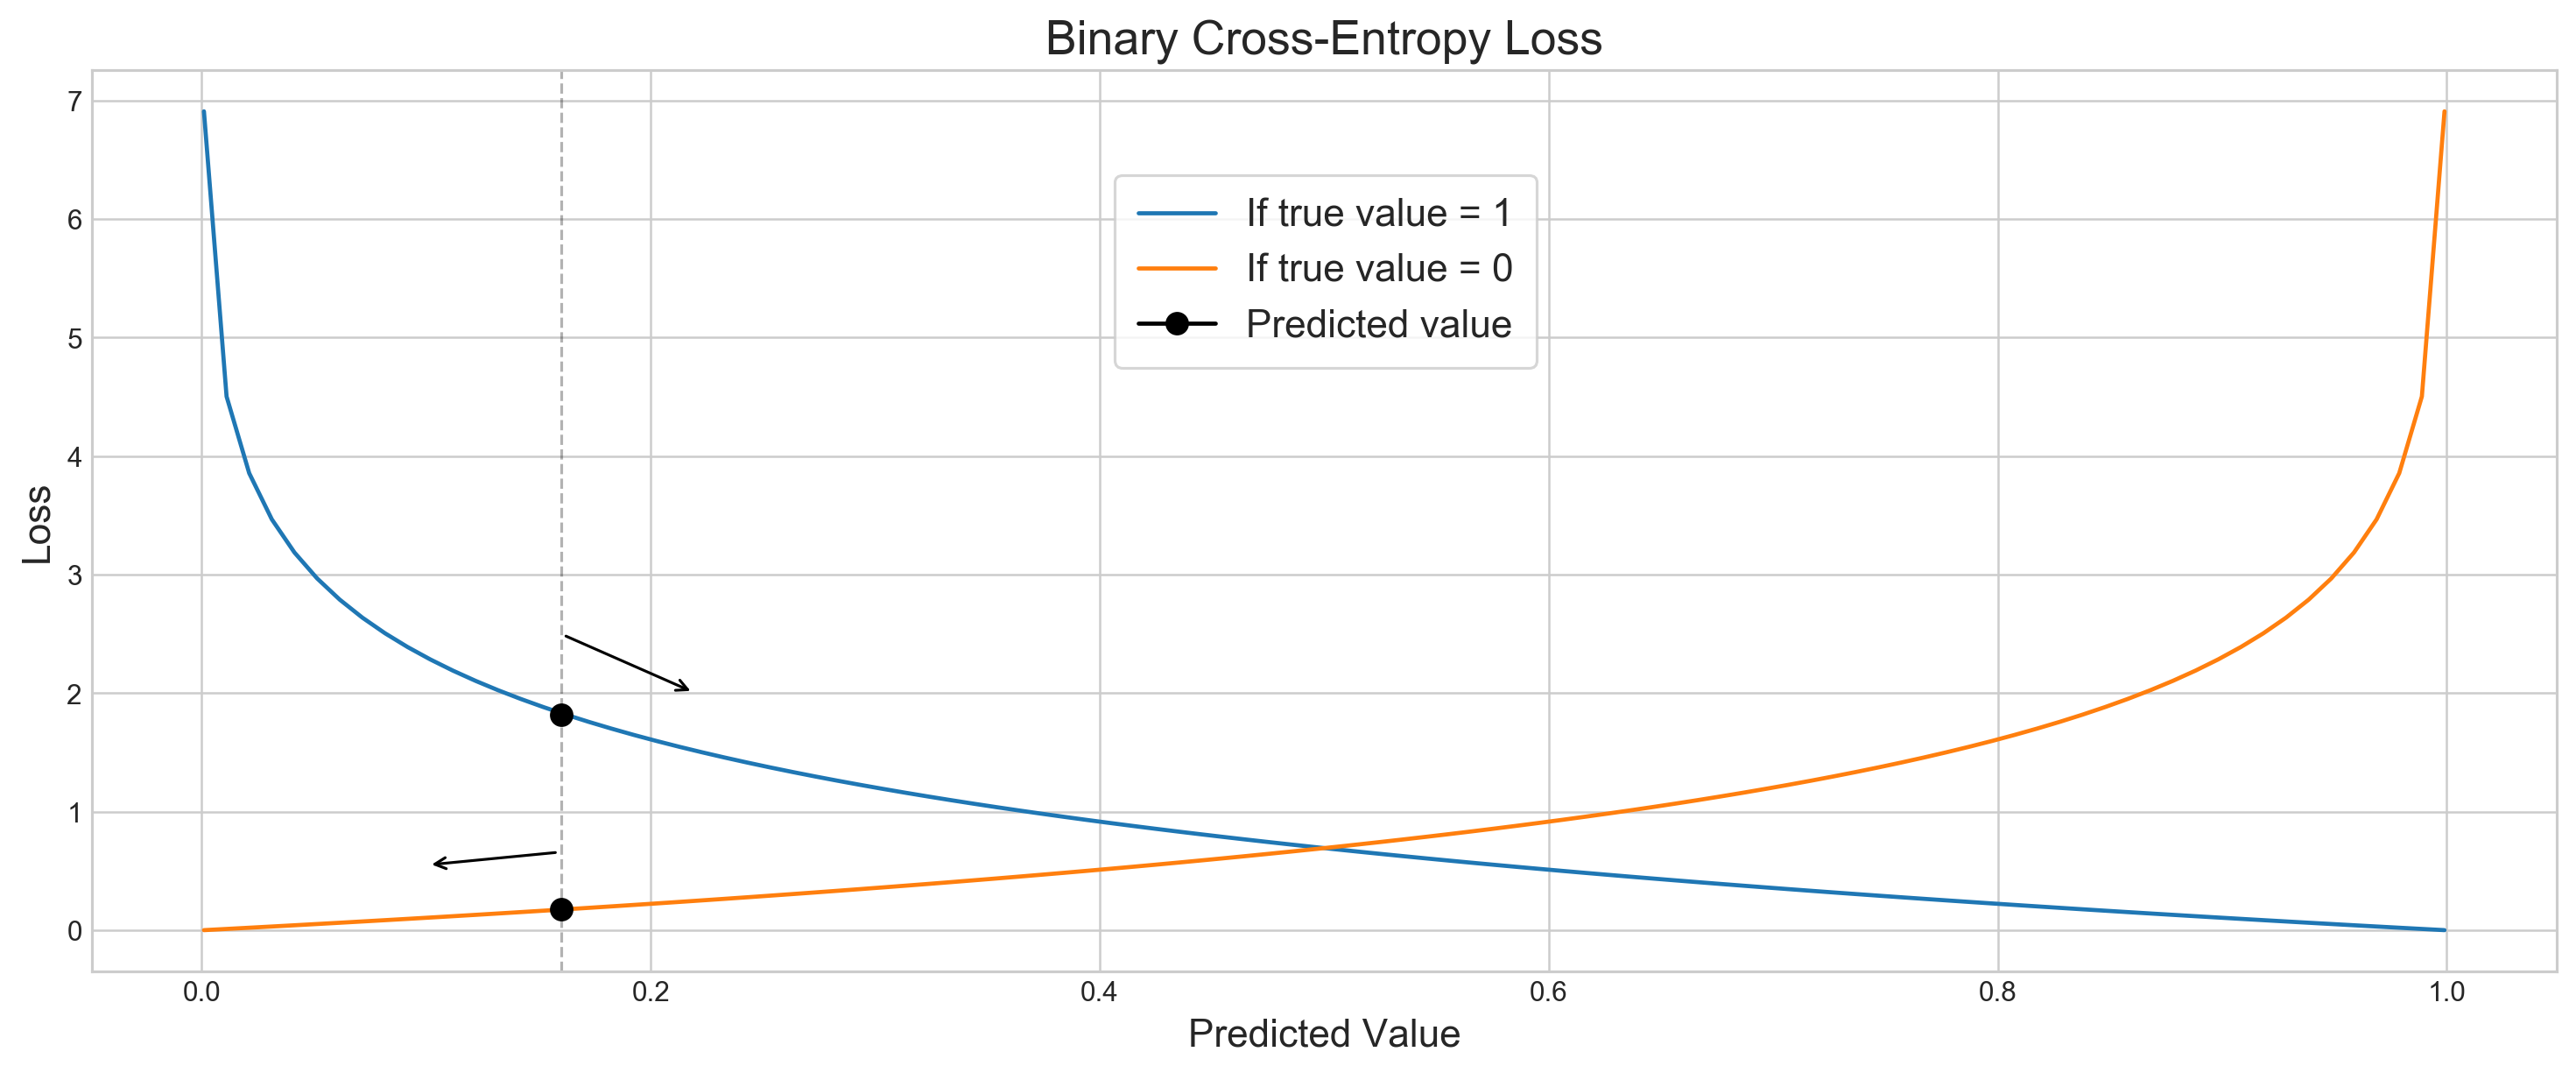 Binary Cross-Entropy Loss
7
6
5
4
3
2
1
0
Loss
If true value = 1
If true value = 0
Predicted value
0.0 0.2 0.4 0.6 0.8 1.0
Predicted Value